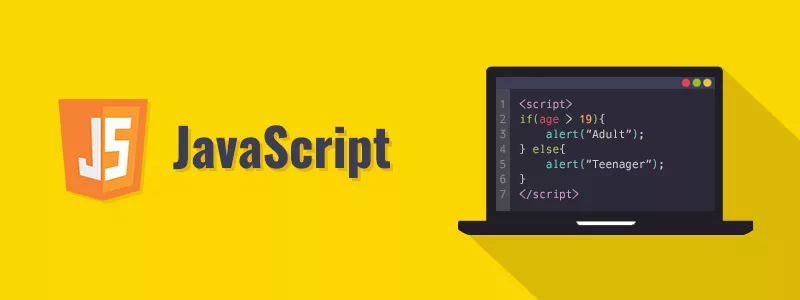 JS
JavaScript
1 <script>
2 if(age > 19){
3     alert("Adult");
4 } else{
5     alert("Teenager");
6 }
7 </script>